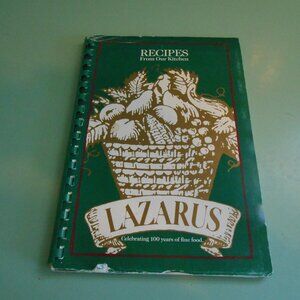 RECIPES
From Our Kitchen
LAZARUS
Celebrating 100 years of fine food.